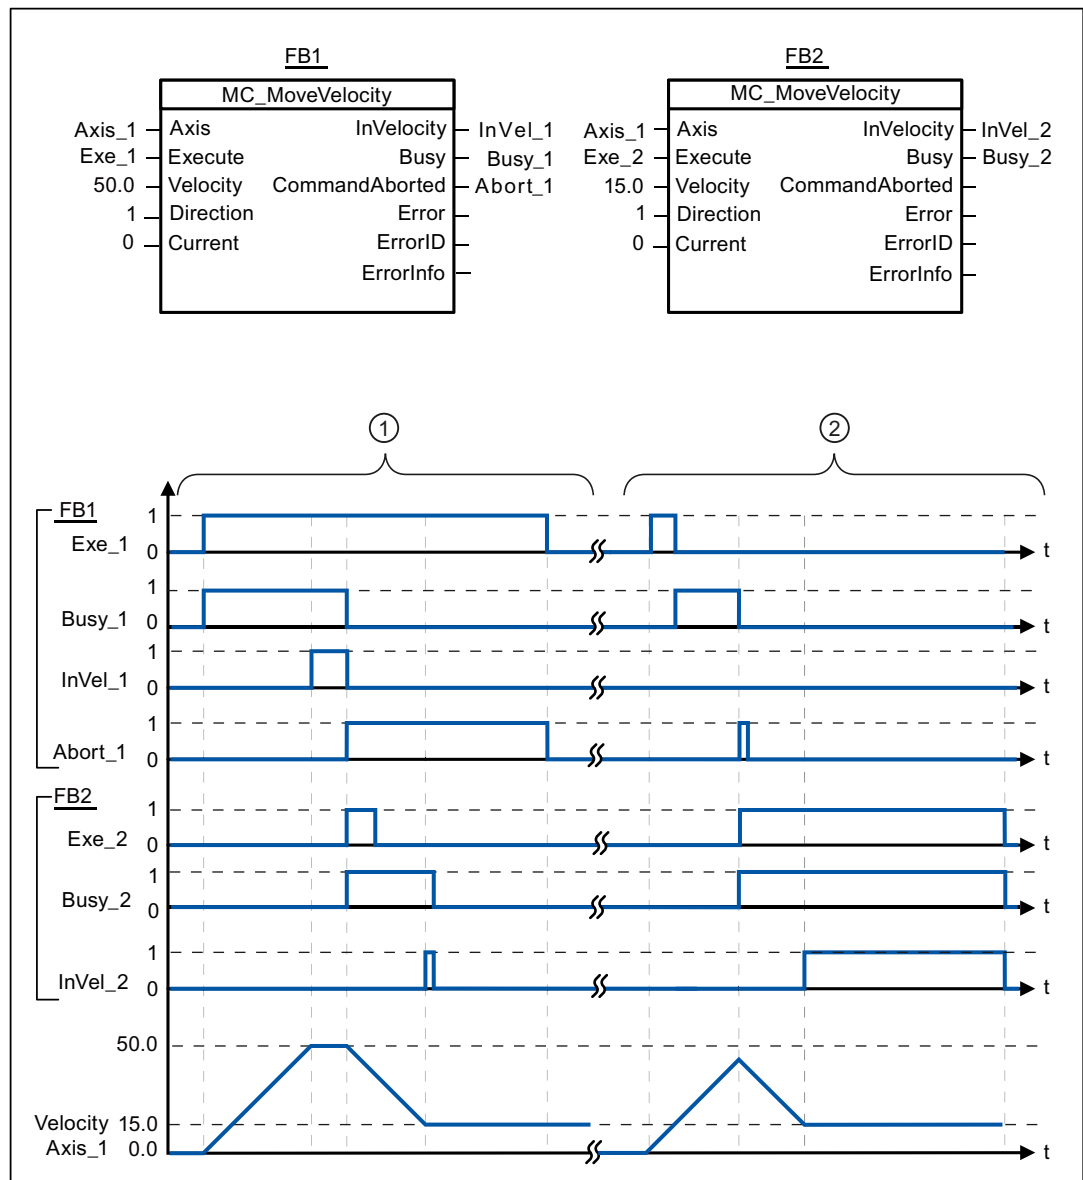 FB1
FB2
MC_MoveVelocity
MC_MoveVelocity
Axis_1 Axis InVelocity InVel_1
Exe_1 Execute Busy Busy_1
50.0 Velocity CommandAborted Abort_1
1 Direction Error
0 Current ErrorID
ErrorInfo
Axis_1 Axis InVelocity InVel_2
Exe_2 Execute Busy Busy_2
15.0 Velocity CommandAborted
1 Direction Error
0 Current ErrorID
ErrorInfo
1
2
FB1
1
Exe_1 0 t
1
Busy_1 0 t
1
InVel_1 0 t
1
Abort_1 0 t
FB2
1
Exe_2 0 t
1
Busy_2 0 t
1
InVel_2 0 t
50.0
Velocity 15.0
Axis_1 0.0 t